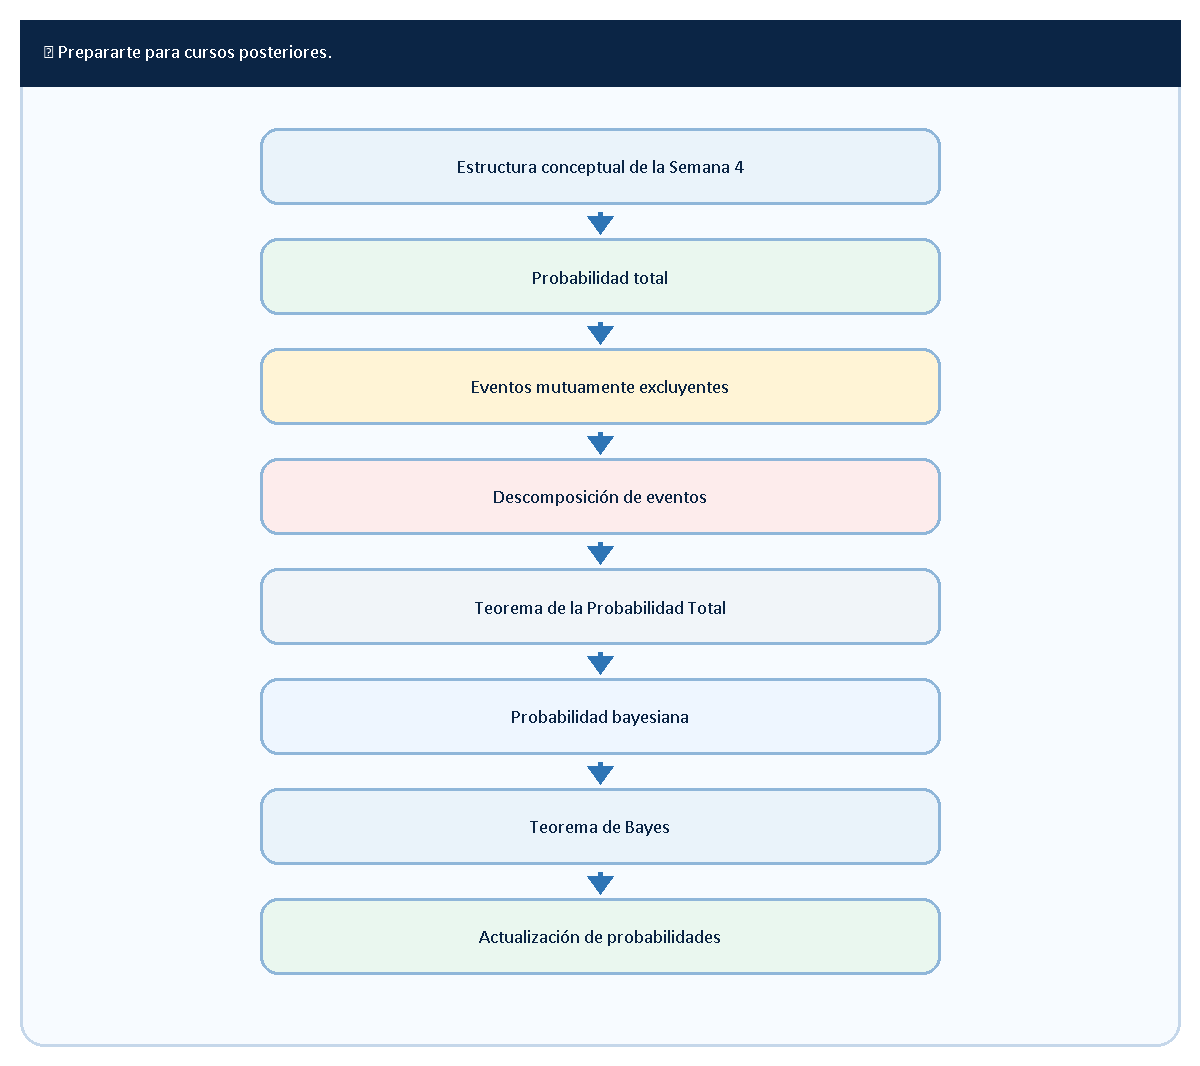 Prepararte para cursos posteriores.
Estructura conceptual de la Semana 4
Probabilidad total
Eventos mutuamente excluyentes
Descomposición de eventos
Teorema de la Probabilidad Total
Probabilidad bayesiana
Teorema de Bayes
Actualización de probabilidades